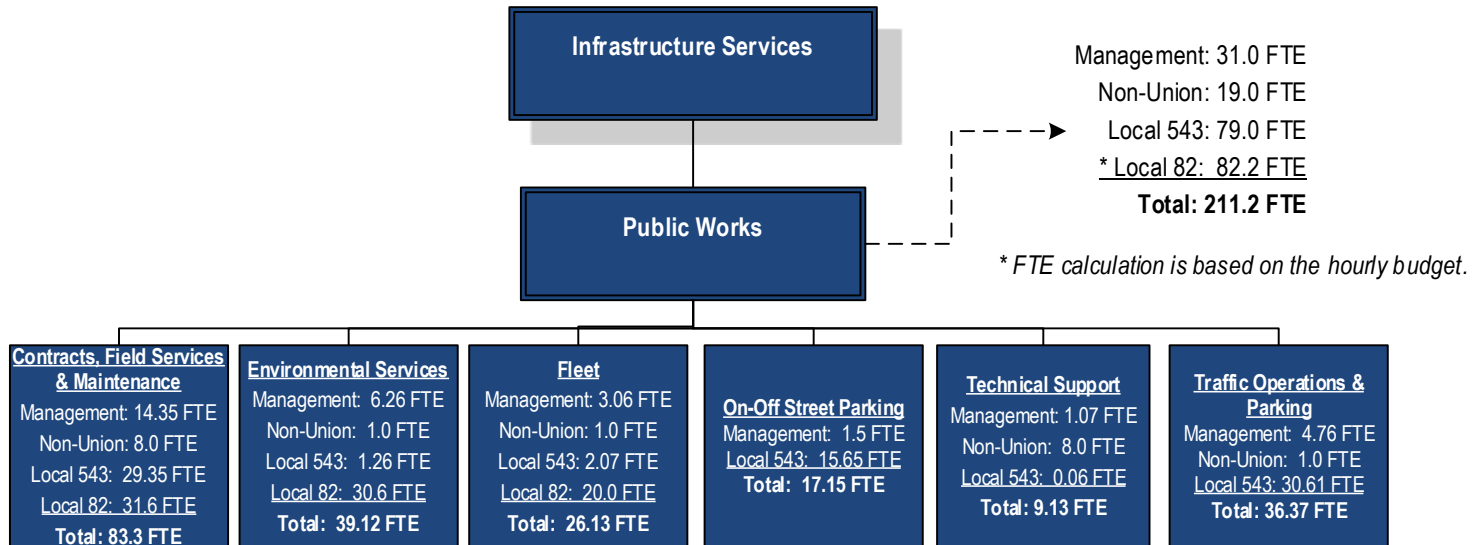 Infrastructure Services
Management: 31.0 FTE
Non-Union: 19.0 FTE
Local 543: 79.0 FTE
* Local 82: 82.2 FTE
Total: 211.2 FTE
Public Works
* FTE calculation is based on the hourly budget.
Contracts, Field Services
& Maintenance
Management: 14.35 FTE
Non-Union: 8.0 FTE
Local 543: 29.35 FTE
Local 82: 31.6 FTE
Total: 83.3 FTE
Environmental Services
Management: 6.26 FTE
Non-Union: 1.0 FTE
Local 543: 1.26 FTE
Local 82: 30.6 FTE
Total: 39.12 FTE
Fleet
Management: 3.06 FTE
Non-Union: 1.0 FTE
Local 543: 2.07 FTE
Local 82: 20.0 FTE
Total: 26.13 FTE
On-Off Street Parking
Management: 1.5 FTE
Local 543: 15.65 FTE
Total: 17.15 FTE
Technical Support
Management: 1.07 FTE
Non-Union: 8.0 FTE
Local 543: 0.06 FTE
Total: 9.13 FTE
Traffic Operations &
Parking
Management: 4.76 FTE
Non-Union: 1.0 FTE
Local 543: 30.61 FTE
Total: 36.37 FTE